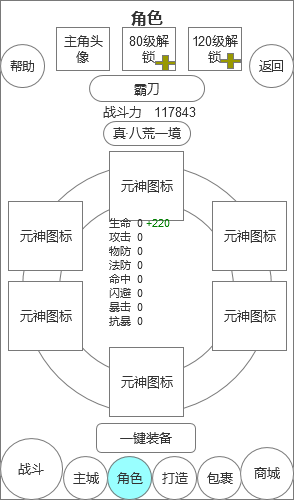 角色
帮助
主角头像
80级解锁
120级解锁
返回
霸刀
战斗力 117843
真·八荒一境
元神图标
元神图标
元神图标
生命 0 +220
攻击 0
物防 0
法防 0
命中 0
闪避 0
暴击 0
抗暴 0
元神图标
元神图标
元神图标
一键装备
战斗
主城
角色
打造
包裹
商城